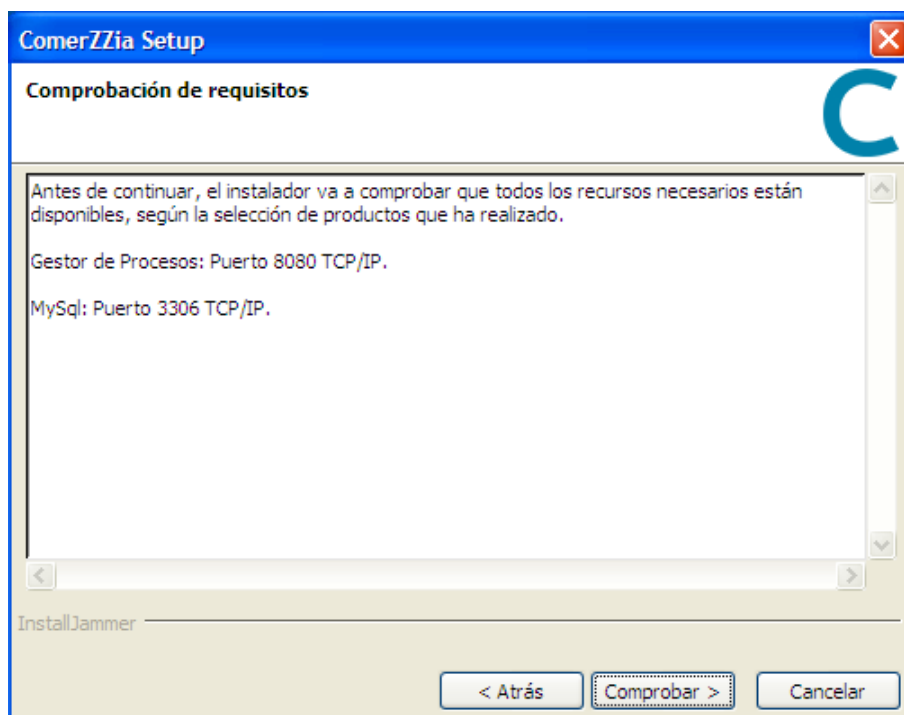 ComerZZia Setup
Comprobación de requisitos
C
Antes de continuar, el instalador va a comprobar que todos los recursos necesarios están
disponibles, según la selección de productos que ha realizado.
Gestor de Procesos: Puerto 8080 TCP/IP.
MySql: Puerto 3306 TCP/IP.
InstallJammer
< Atrás
Comprobar >
Cancelar